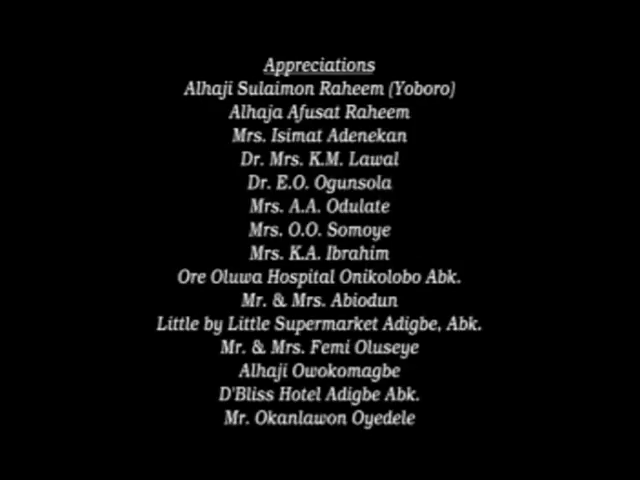 Appreciations
Alhaji Sulaimon Raheem (Yoboro)
Alhaja Afusat Raheem
Mrs. Isimat Adenekan
Dr. Mrs. K.M. Lawal
Dr. E.O. Ogunsola
Mrs. A.A. Odulate
Mrs. O.O. Somoye
Mrs. K.A. Ibrahim
Ore Oluwa Hospital Onikolobo Abk.
Mr. & Mrs. Abiodun
Little by Little Supermarket Adigbe, Abk.
Mr. & Mrs. Femi Oluseye
Alhaji Owokomagbe
D'Bliss Hotel Adigbe Abk.
Mr. Okanlawon Oyedele